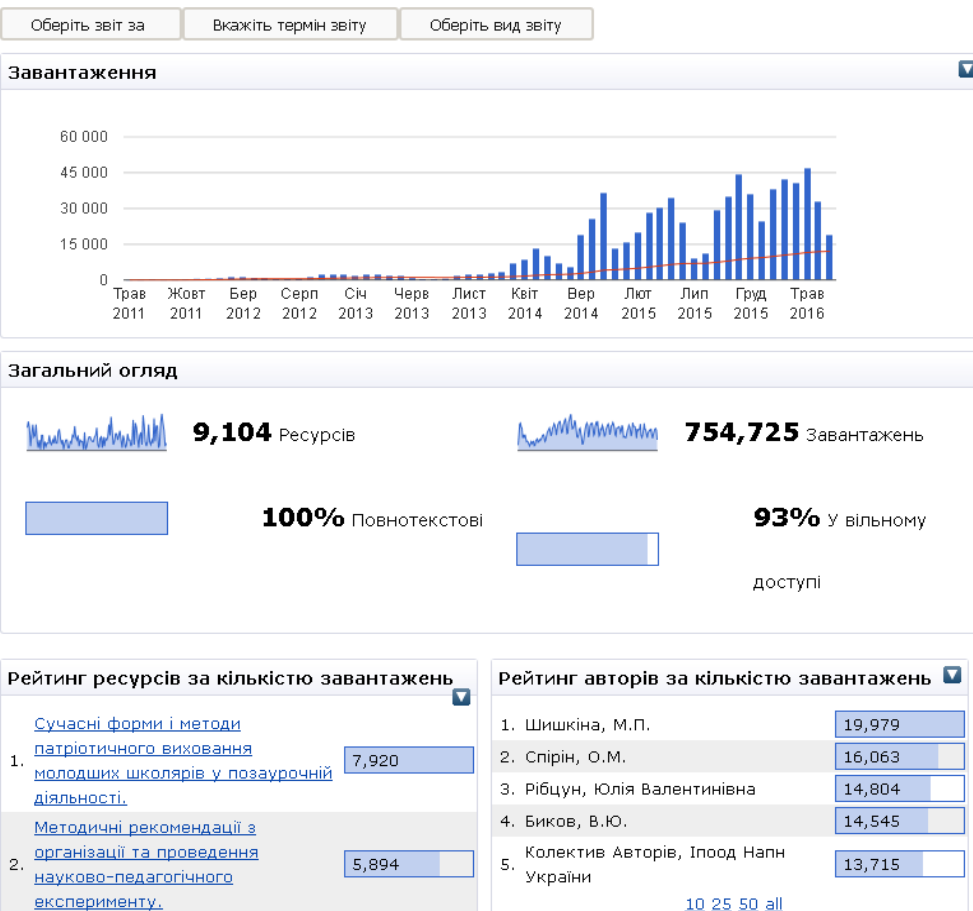 Оберіть звіт за
Вкажіть термін звіту
Оберіть вид звіту
Завантаження
60 000
45 000
30 000
15 000
0
Трав Жовт Бер Серп Січ Черв Лист Квіт Вер Лют Лип Груд Трав
2011 2011 2012 2012 2013 2013 2013 2014 2014 2015 2015 2015 2016
Загальний огляд
9,104 Ресурсів
754,725 Завантажень
100% Повнотекстові
93% У вільному
доступі
Рейтинг ресурсів за кількістю завантажень
1. Сучасні форми і методи
патріотичного виховання
молодших школярів у позаурочній
діяльності.
7,920
2. Методичні рекомендації з
організації та проведення
науково-педагогічного
експерименту.
5,894
Рейтинг авторів за кількістю завантажень
1. Шишкіна, М.П. 19,979
2. Спірін, О.М. 16,063
3. Рібцун, Юлія Валентинівна 14,804
4. Биков, В.Ю. 14,545
5. Колектив Авторів, Іпоод Напн
України
13,715
10 25 50 all